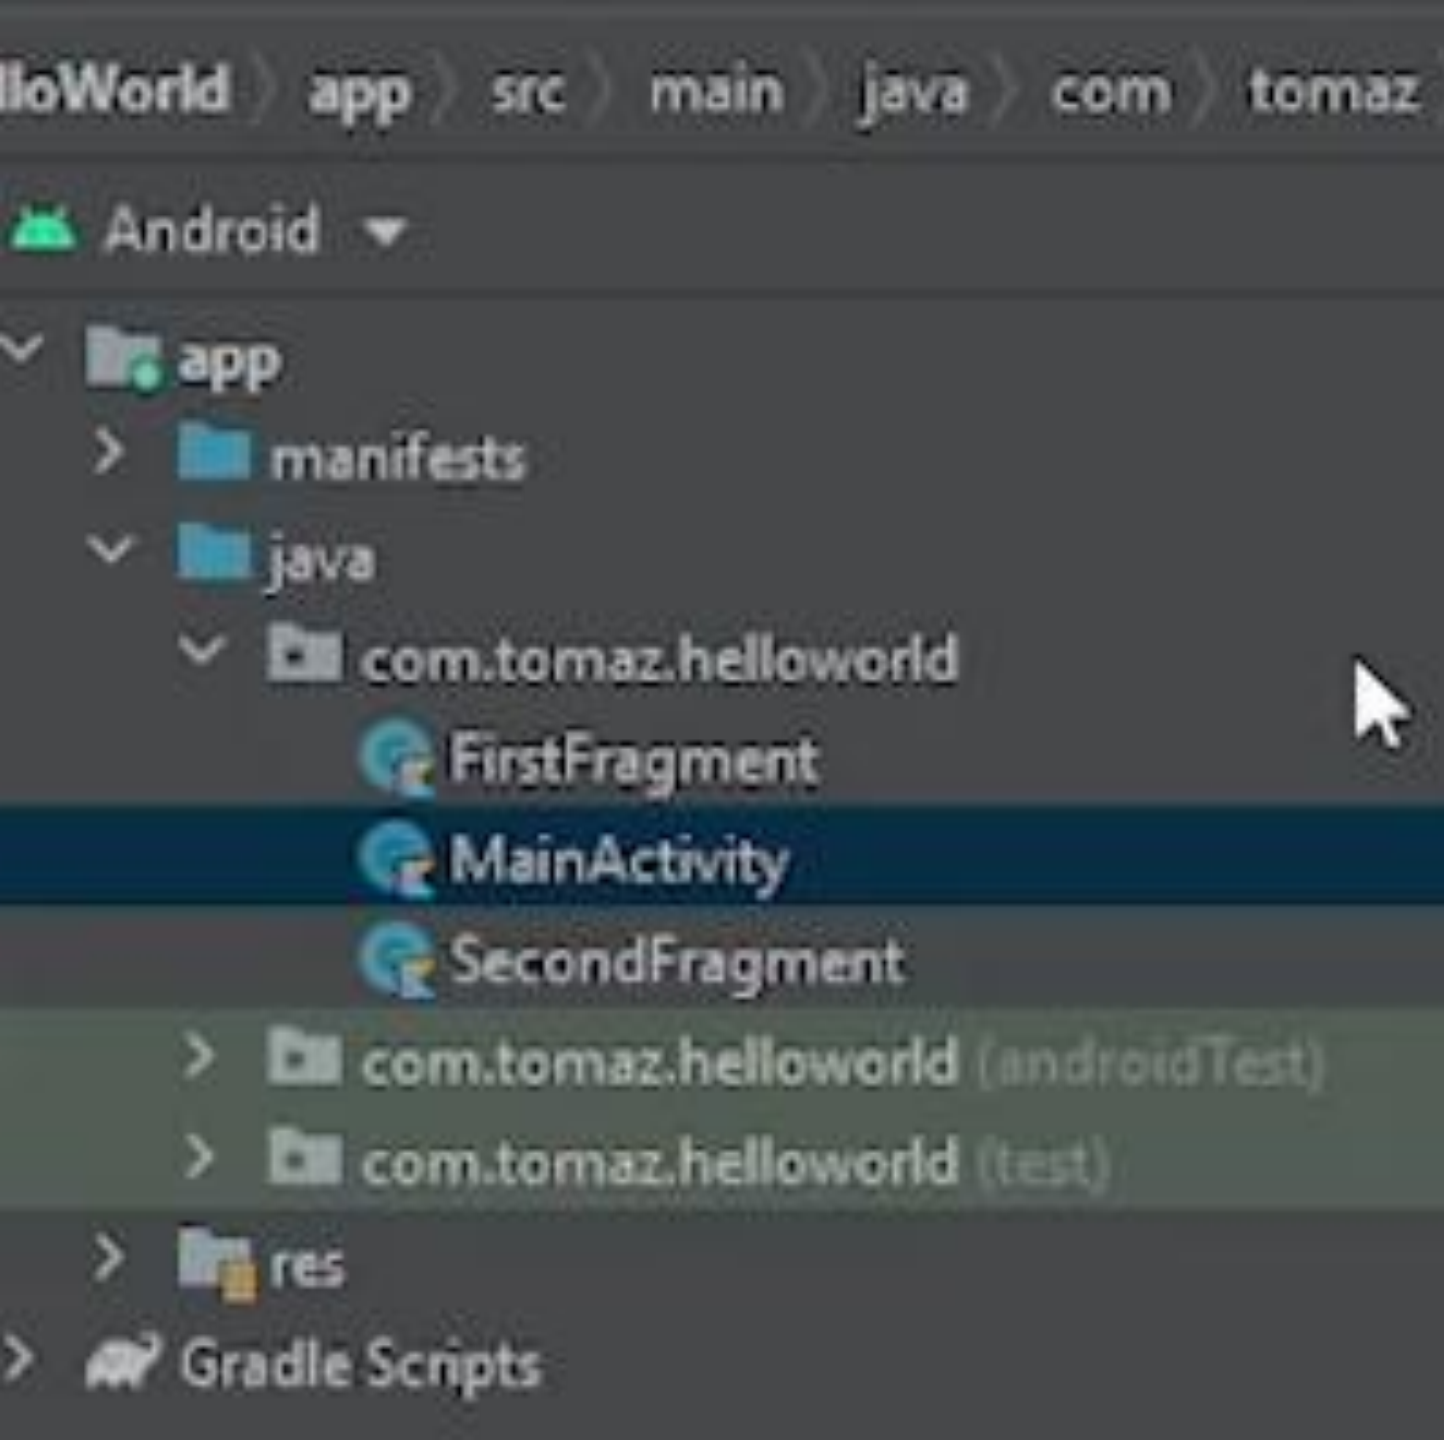 lloWorld app src main java com tomaz
Android
app
manifests
java
com.tomaz.helloworld
FirstFragment
MainActivity
SecondFragment
com.tomaz.helloworld (androidTest)
com.tomaz.helloworld (test)
res
Gradle Scripts